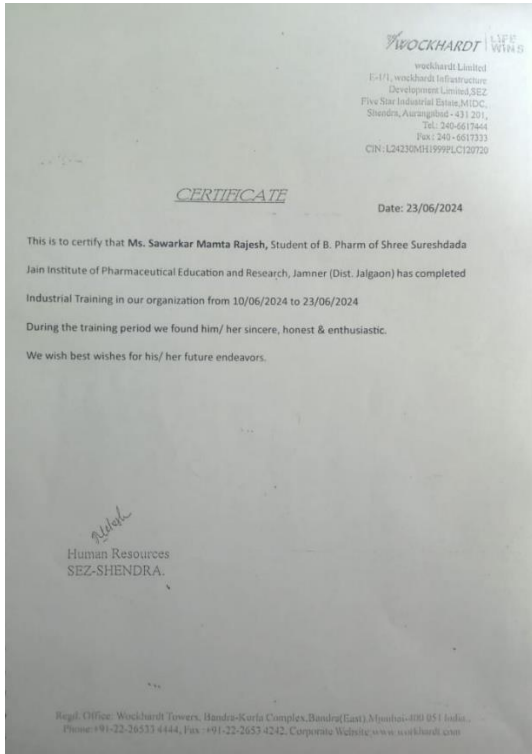 WOCKHARDT | LIFE WINS
wockhardt Limited
E-1/1, wockhardt Infrastructure
Development Limited,SEZ
Five Star Industrial Estate,MIDC,
Shendra, Aurangabad - 431 201,
Tel.: 240-6617444
Fax : 240 - 6617333
CIN : L24230MH1999PLC120720
CERTIFICATE
Date: 23/06/2024
This is to certify that Ms. Sawarkar Mamta Rajesh, Student of B. Pharm of Shree Sureshdada
Jain Institute of Pharmaceutical Education and Research, Jamner (Dist. Jalgaon) has completed
Industrial Training in our organization from 10/06/2024 to 23/06/2024
During the training period we found him/ her sincere, honest & enthusiastic.
We wish best wishes for his/ her future endeavors.
Human Resources
SEZ-SHENDRA.
Regd. Office: Wockhardt Towers, Bandra-Kurla Complex,Bandra(East),Mumbai-400 051 India.
Phone:+91-22-26533 4444, Fax :+91-22-2653 4242, Corporate Website:www.wockhardt.com